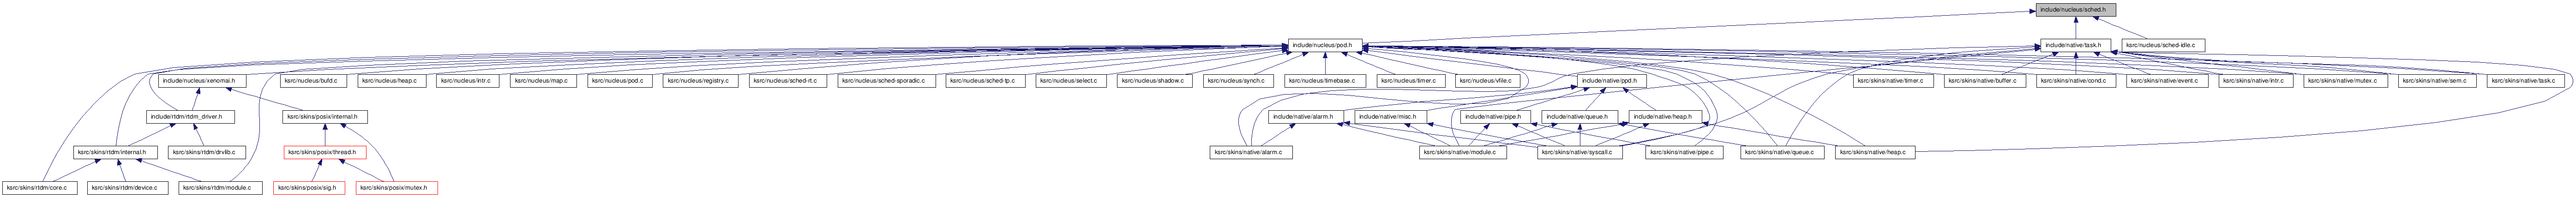 include/nucleus/sched.h
include/nucleus/pod.h
include/native/task.h
ksrc/nucleus/sched-idle.c
include/nucleus/xenomai.h
ksrc/nucleus/bufd.c
ksrc/nucleus/heap.c
ksrc/nucleus/intr.c
ksrc/nucleus/map.c
ksrc/nucleus/pod.c
ksrc/nucleus/registry.c
ksrc/nucleus/sched-rt.c
ksrc/nucleus/sched-sporadic.c
ksrc/nucleus/sched-tp.c
ksrc/nucleus/select.c
ksrc/nucleus/shadow.c
ksrc/nucleus/synch.c
ksrc/nucleus/timebase.c
ksrc/nucleus/timer.c
ksrc/nucleus/vfile.c
include/native/ppd.h
ksrc/skins/native/timer.c
ksrc/skins/native/buffer.c
ksrc/skins/native/cond.c
ksrc/skins/native/event.c
ksrc/skins/native/intr.c
ksrc/skins/native/mutex.c
ksrc/skins/native/sem.c
ksrc/skins/native/task.c
include/rtdm/rtdm_driver.h
ksrc/skins/posix/internal.h
include/native/alarm.h
include/native/misc.h
include/native/pipe.h
include/native/queue.h
include/native/heap.h
ksrc/skins/rtdm/internal.h
ksrc/skins/rtdm/drvlib.c
ksrc/skins/posix/thread.h
ksrc/skins/native/alarm.c
ksrc/skins/native/module.c
ksrc/skins/native/syscall.c
ksrc/skins/native/pipe.c
ksrc/skins/native/queue.c
ksrc/skins/native/heap.c
ksrc/skins/rtdm/core.c
ksrc/skins/rtdm/device.c
ksrc/skins/rtdm/module.c
ksrc/skins/posix/sig.h
ksrc/skins/posix/mutex.h